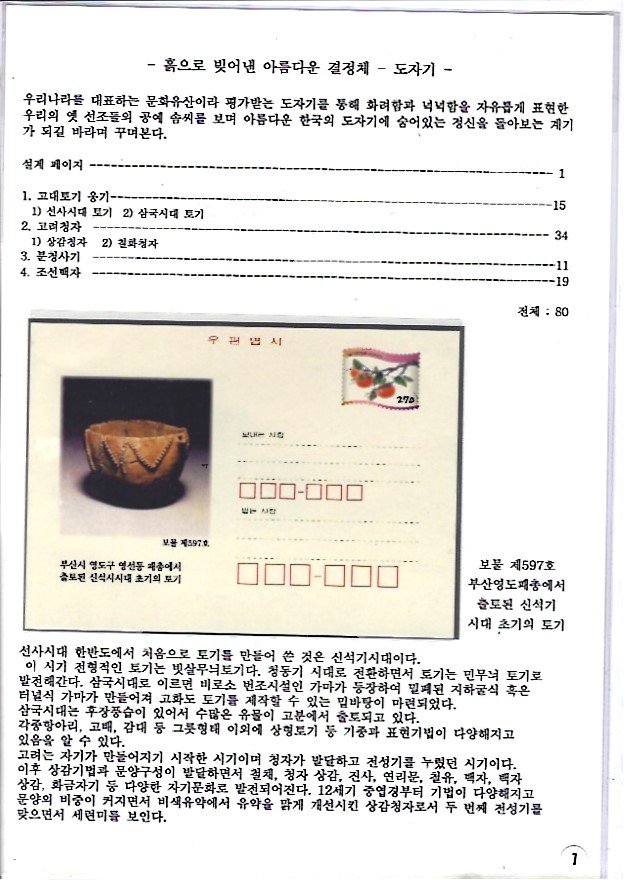 - 흙으로 빚어낸 아름다운 결정체 - 도자기 -
우리나라를 대표하는 문화유산이라 평가받는 도자기를 통해 화려함과 넉넉함을 자유롭게 표현한
우리의 옛 선조들의 공예 솜씨를 보며 아름다운 한국의 도자기에 숨어있는 정신을 돌아보는 계기
가 되길 바라며 꾸며본다.
설계 페이지 ---------- 1
1. 고대토기 옹기---------- 15
1) 선사시대 토기 2) 삼국시대 토기
2. 고려청자 ---------- 34
1) 상감청자 2) 철화청자
3. 분청사기 ---------- 11
4. 조선백자 ---------- 19
전체 : 80
우 편 엽 서
270
보내는 사람
받는 사람
보물 제597호.
부산시 영도구 영선동 패총에서
출토된 신석시시대 초기의 토기
보물 제597호
부산영도패총에서
출토된 신석기
시대 초기의 토기
선사시대 한반도에서 처음으로 토기를 만들어 쓴 것은 신석기시대이다.
이 시기 전형적인 토기는 빗살무늬토기다. 청동기 시대로 전환하면서 토기는 민무늬 토기로
발전해간다. 삼국시대로 이르면 비로소 번조시설인 가마가 등장하여 밀폐된 지하굴식 혹은
터널식 가마가 만들어져 고화도 토기를 제작할 수 있는 밑바탕이 마련되었다.
삼국시대는 후장풍습이 있어서 수많은 유물이 고분에서 출토되고 있다.
각종항아리, 고배, 감대 등 그릇형태 이외에 상형토기 등 기종과 표현기법이 다양해지고
있음을 알 수 있다.
고려는 자기가 만들어지기 시작한 시기이며 청자가 발달하고 전성기를 누렸던 시기이다.
이후 상감기법과 문양구성이 발달하면서 철채, 청자 상감, 진사, 연리문, 철유, 백자, 백자
상감, 화금자기 등 다양한 자기문화로 발전되어진다. 12세기 중엽경부터 기법이 다양해지고
문양의 비중이 커지면서 비색유약에서 유약을 맑게 개선시킨 상감청자로서 두 번째 전성기를
맞으면서 세련미를 보인다.
1